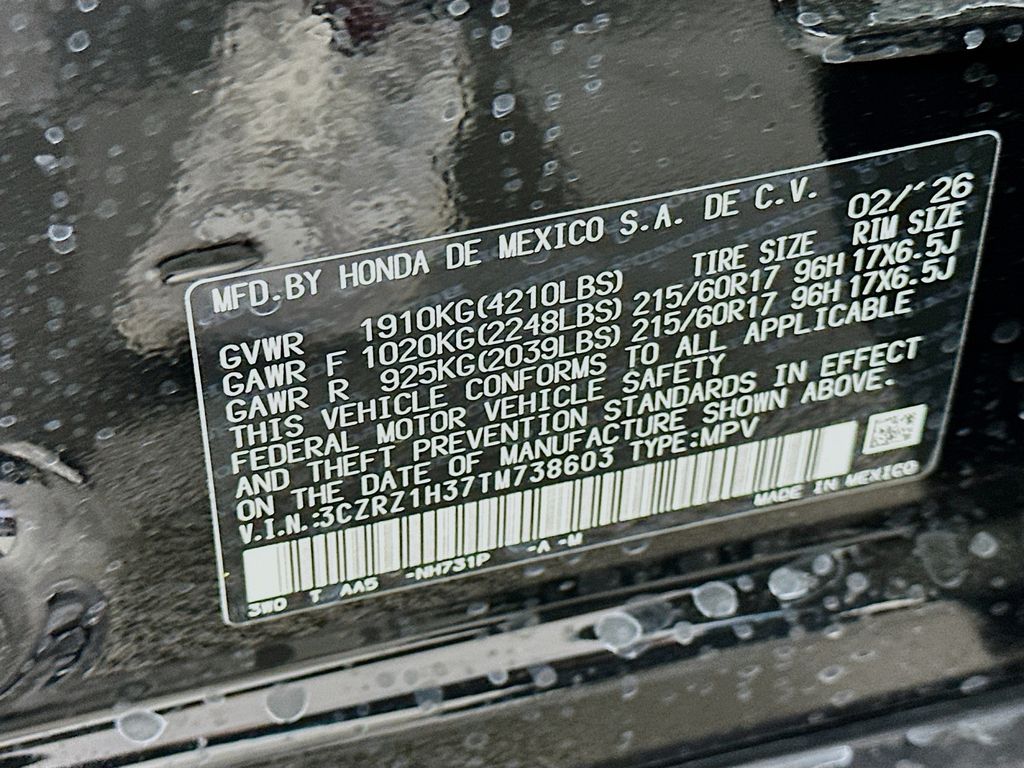 MFD.BY HONDA DE MEXICO S.A. DE C.V. 02/'26
TIRE SIZE RIM SIZE
GVWR 1910KG(4210LBS)
GAWR F 1020KG(2248LBS) 215/60R17 96H 17X6.5J
GAWR R 925KG(2039LBS) 215/60R17 96H 17X6.5J
THIS VEHICLE CONFORMS TO ALL APPLICABLE
FEDERAL MOTOR VEHICLE SAFETY
AND THEFT PREVENTION STANDARDS IN EFFECT
ON THE DATE OF MANUFACTURE SHOWN ABOVE.
V.I.N.:3CZRZ1H37TM738603 TYPE:MPV
3W0 T AA5 -NH731P -A -M MADE IN MEXICO